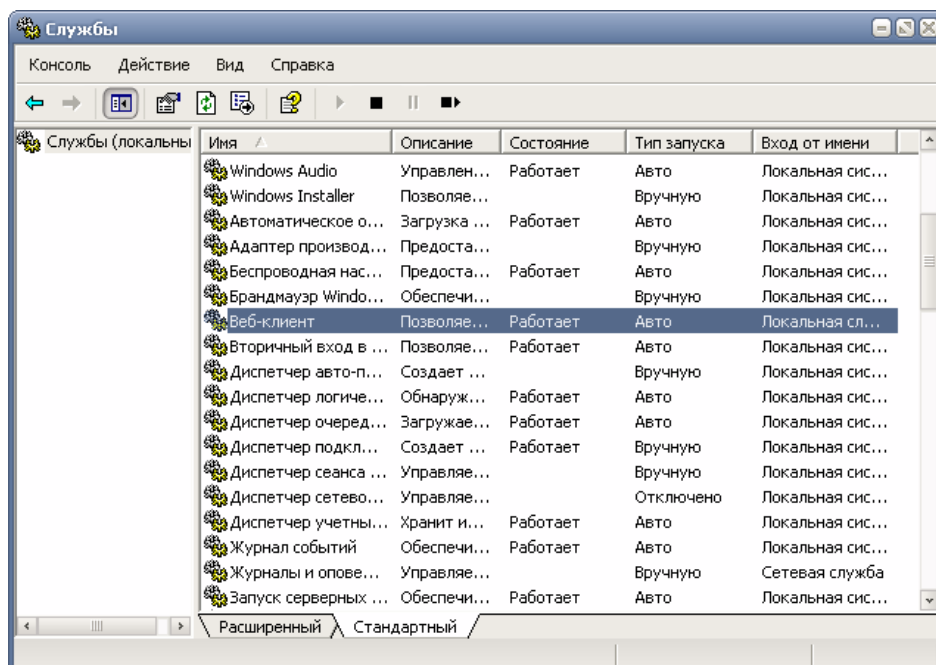 Службы
Консоль Действие Вид Справка
Службы (локальны
Имя Описание Состояние Тип запуска Вход от имени
Windows Audio Управлен... Работает Авто Локальная сис...
Windows Installer Позволяе... Вручную Локальная сис...
Автоматическое о... Загрузка ... Работает Авто Локальная сис...
Адаптер производ... Предоста... Вручную Локальная сис...
Беспроводная нас... Предоста... Работает Авто Локальная сис...
Брандмауэр Windo... Обеспечи... Вручную Локальная сис...
Веб-клиент Позволяе... Работает Авто Локальная сл...
Вторичный вход в ... Позволяе... Работает Авто Локальная сис...
Диспетчер авто-п... Создает ... Вручную Локальная сис...
Диспетчер логиче... Обнаруж... Работает Авто Локальная сис...
Диспетчер очеред... Загружае... Работает Авто Локальная сис...
Диспетчер подкл... Создает ... Работает Вручную Локальная сис...
Диспетчер сеанса ... Управляе... Вручную Локальная сис...
Диспетчер сетево... Управляе... Отключено Локальная сис...
Диспетчер учетны... Хранит и... Работает Авто Локальная сис...
Журнал событий Обеспечи... Работает Авто Локальная сис...
Журналы и опове... Управляе... Вручную Сетевая служба
Запуск серверных ... Обеспечи... Работает Авто Локальная сис...
Расширенный Стандартный